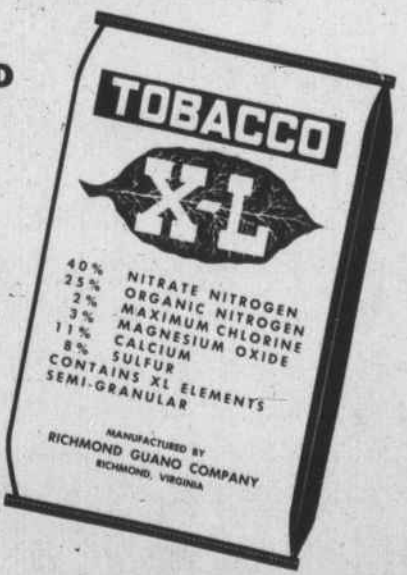 D
TOBACCO
X-L
40% NITRATE NITROGEN
25% ORGANIC NITROGEN
2% MAXIMUM CHLORINE
3% MAGNESIUM OXIDE
11% CALCIUM
8% SULFUR
CONTAINS XL ELEMENTS
SEMI-GRANULAR
MANUFACTURED BY
RICHMOND GUANO COMPANY
RICHMOND, VIRGINIA